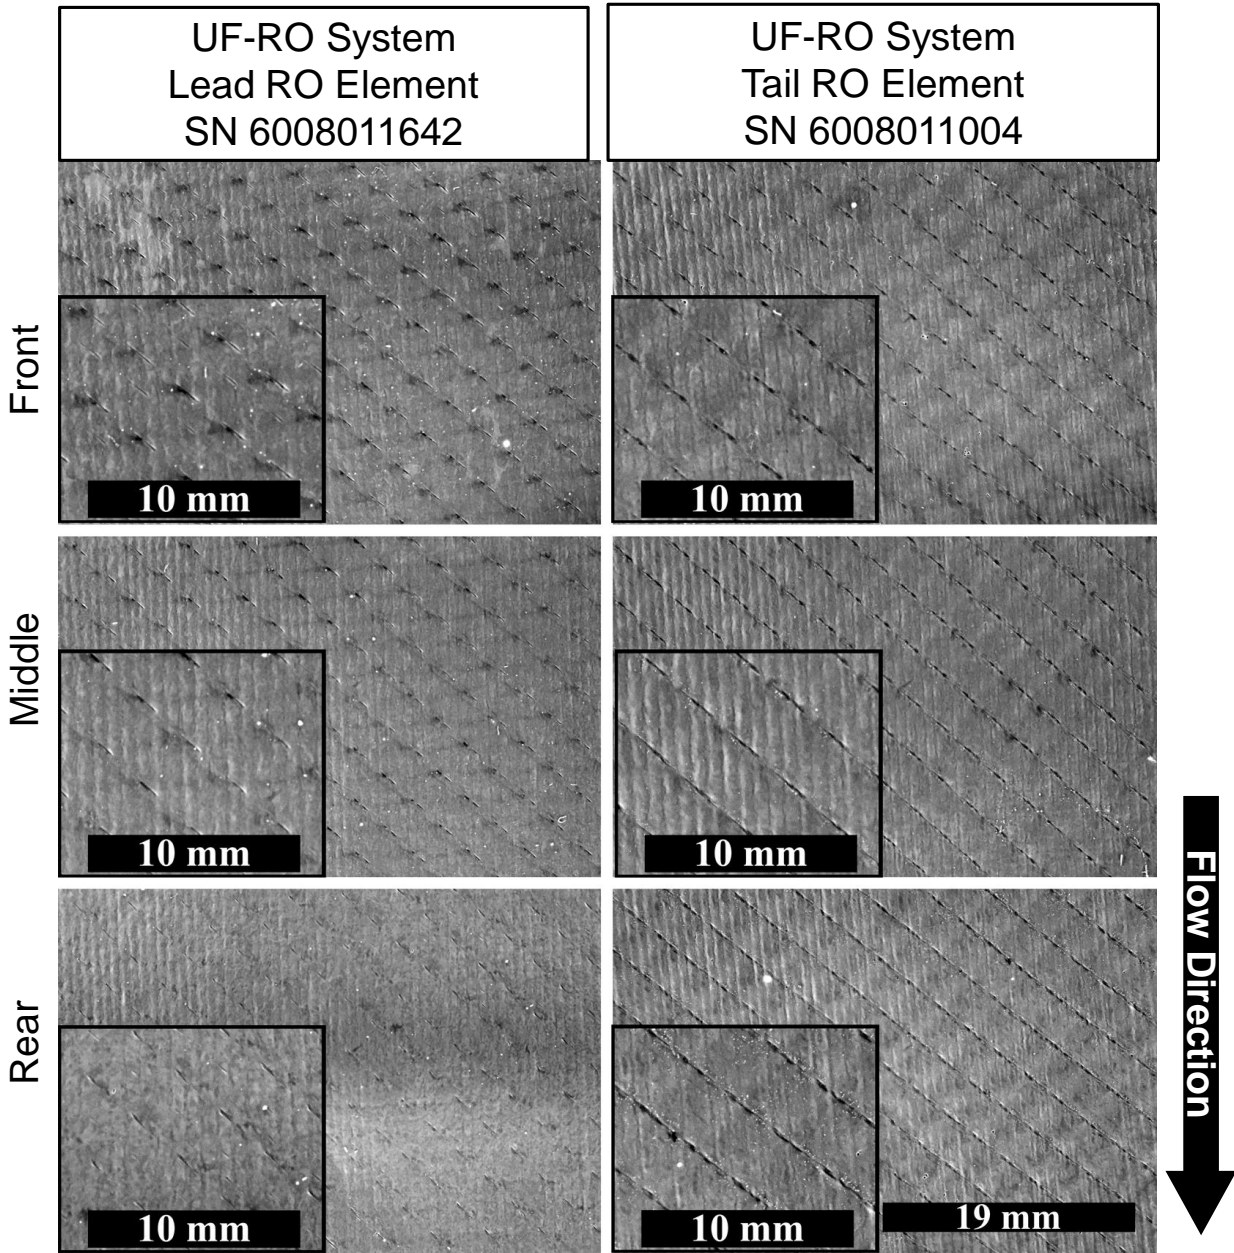 UF-RO System
Lead RO Element
SN 6008011642
UF-RO System
Tail RO Element
SN 6008011004
Front
10 mm
10 mm
Middle
10 mm
10 mm
Rear
10 mm
10 mm
19 mm
Flow Direction